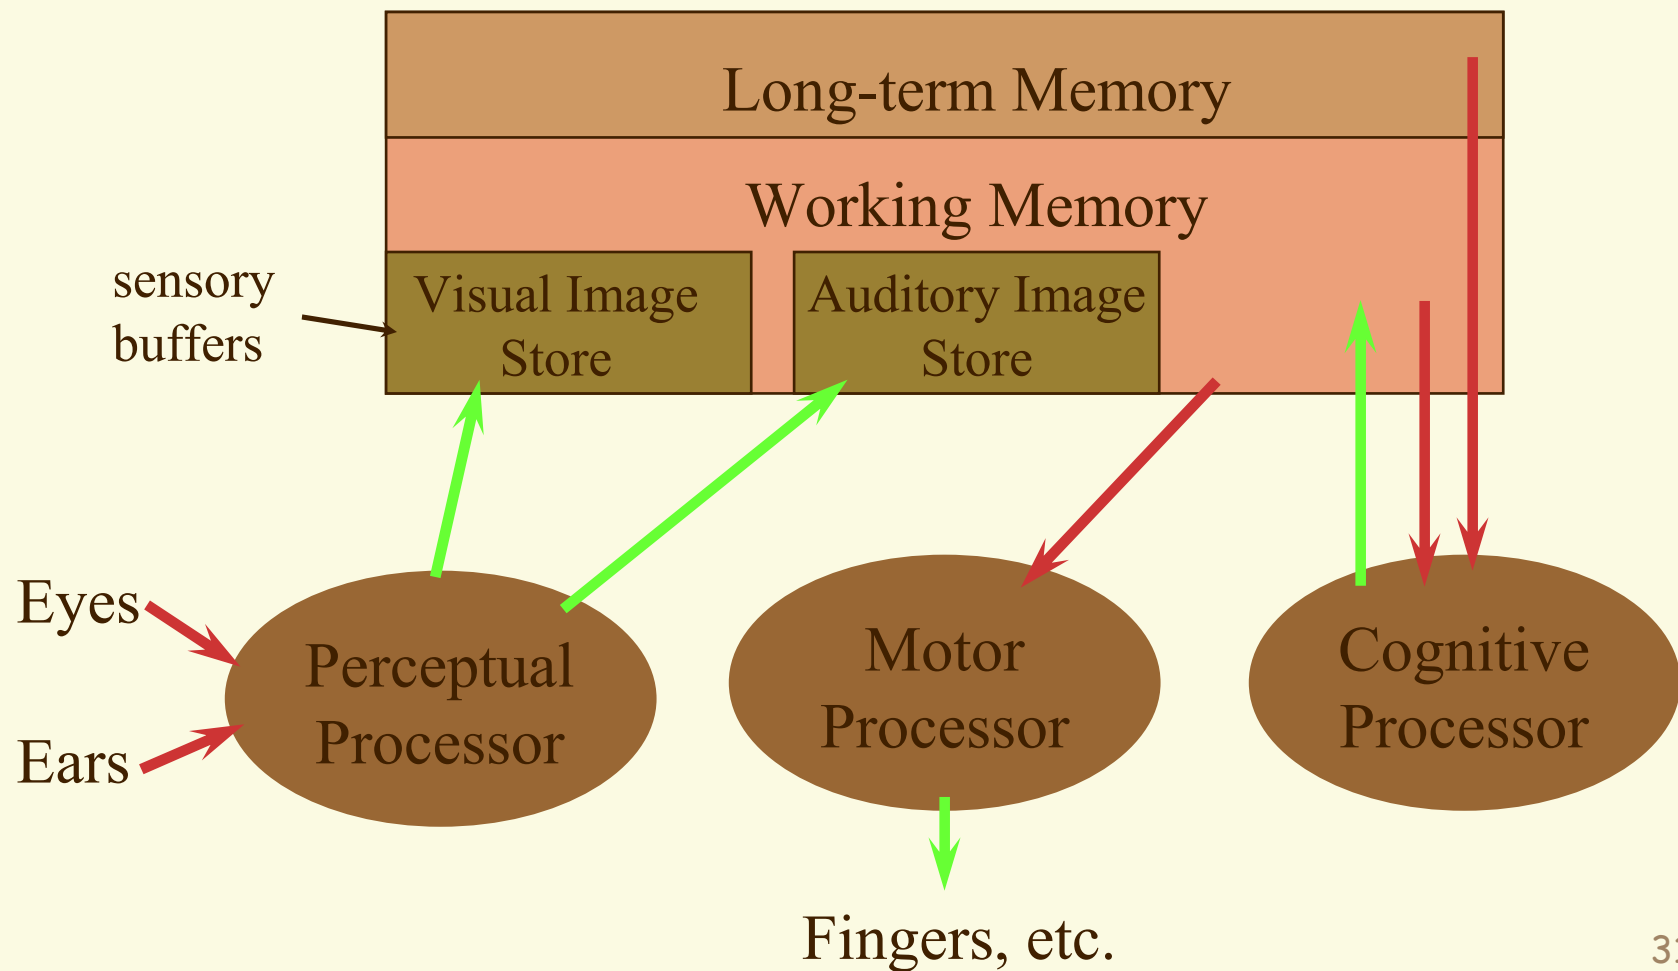 Long-term Memory
Working Memory
sensory
buffers
Visual Image
Store
Auditory Image
Store
Eyes
Ears
Perceptual
Processor
Motor
Processor
Cognitive
Processor
Fingers, etc.